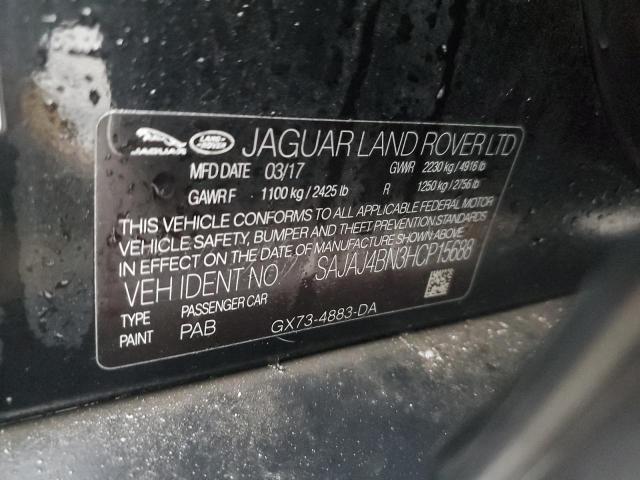 JAGUAR LAND ROVER JAGUAR LAND ROVER LTD
MFD DATE 03/17 GVWR 2230 kg / 4916 lb
GAWR F 1100 kg / 2425 lb R 1250 kg / 2756 lb
THIS VEHICLE CONFORMS TO ALL APPLICABLE FEDERAL MOTOR
VEHICLE SAFETY, BUMPER AND THEFT PREVENTION STANDARDS
IN EFFECT ON THE DATE OF MANUFACTURE SHOWN ABOVE
VEH IDENT NO SAJAJ4BN3HCP15688
TYPE PASSENGER CAR
PAINT PAB GX73-4883-DA